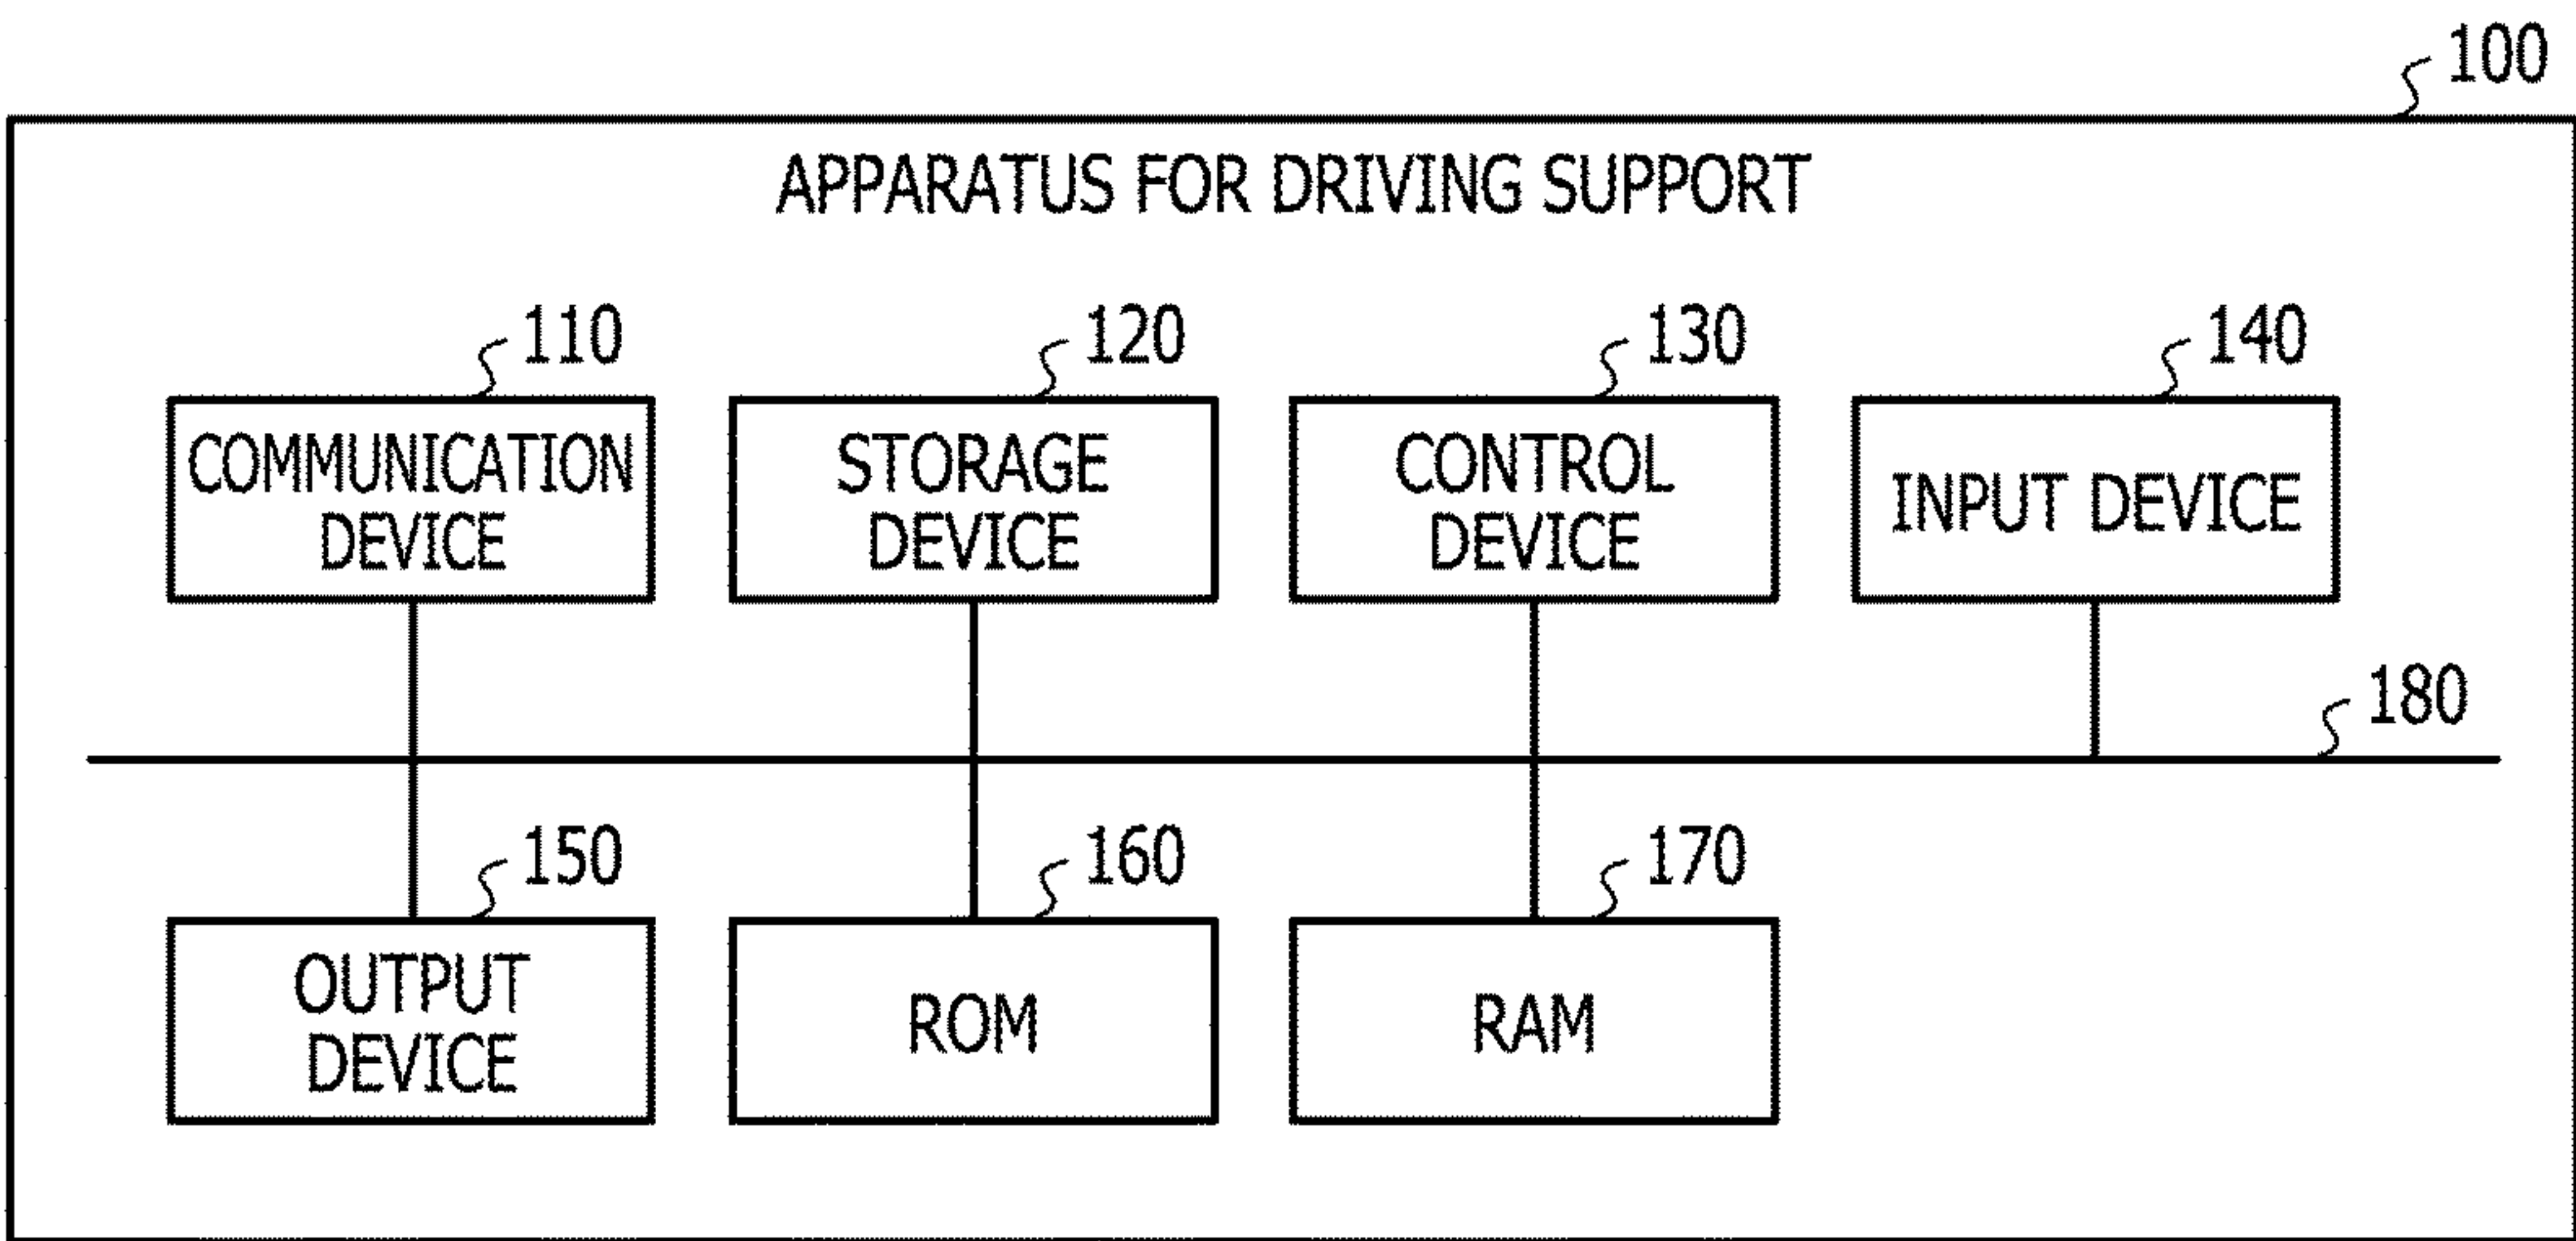 100
APPARATUS FOR DRIVING SUPPORT
110
120
130
140
COMMUNICATION
DEVICE
STORAGE
DEVICE
CONTROL
DEVICE
INPUT DEVICE
180
150
160
170
OUTPUT
DEVICE
ROM
RAM